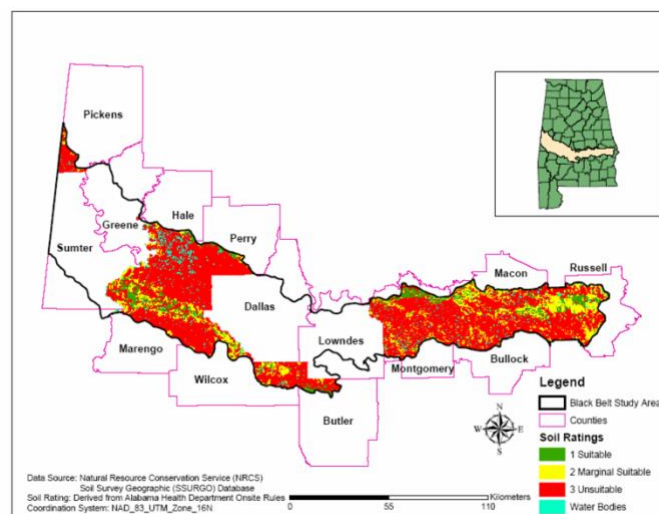 Pickens
Greene
Hale
Sumter
Perry
Macon
Russell
Dallas
Lowndes
Marengo
Montgomery
Bullock
Wilcox
Butler
Legend
Black Belt Study Area
Counties
Soil Ratings
1 Suitable
2 Marginal Suitable
3 Unsuitable
Water Bodies
N
W E
S
Data Source: Natural Resource Conservation Service (NRCS)
Soil Survey Geographic (SSURGO) Database
Soil Rating: Derived from Alabama Health Department Onsite Rules
Coordination System: NAD_83_UTM_Zone_16N
Kilometers
0 55 110